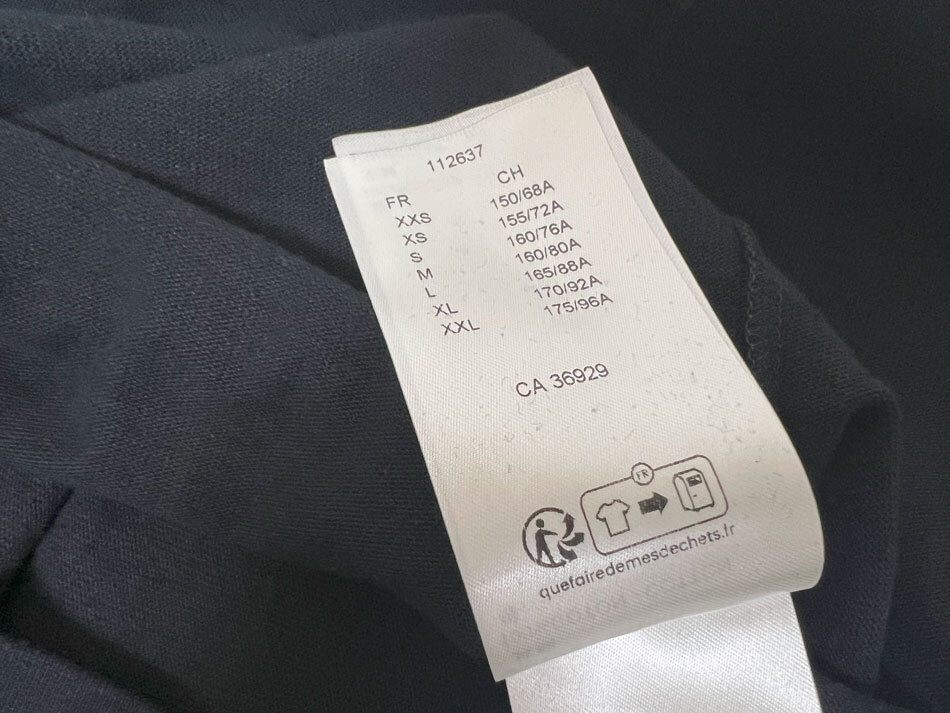 112637
FR CH
XXS 150/68A
XS 155/72A
S 160/76A
M 160/80A
L 165/88A
XL 170/92A
XXL 175/96A
CA 36929
FR
quefairedemesdechets.fr